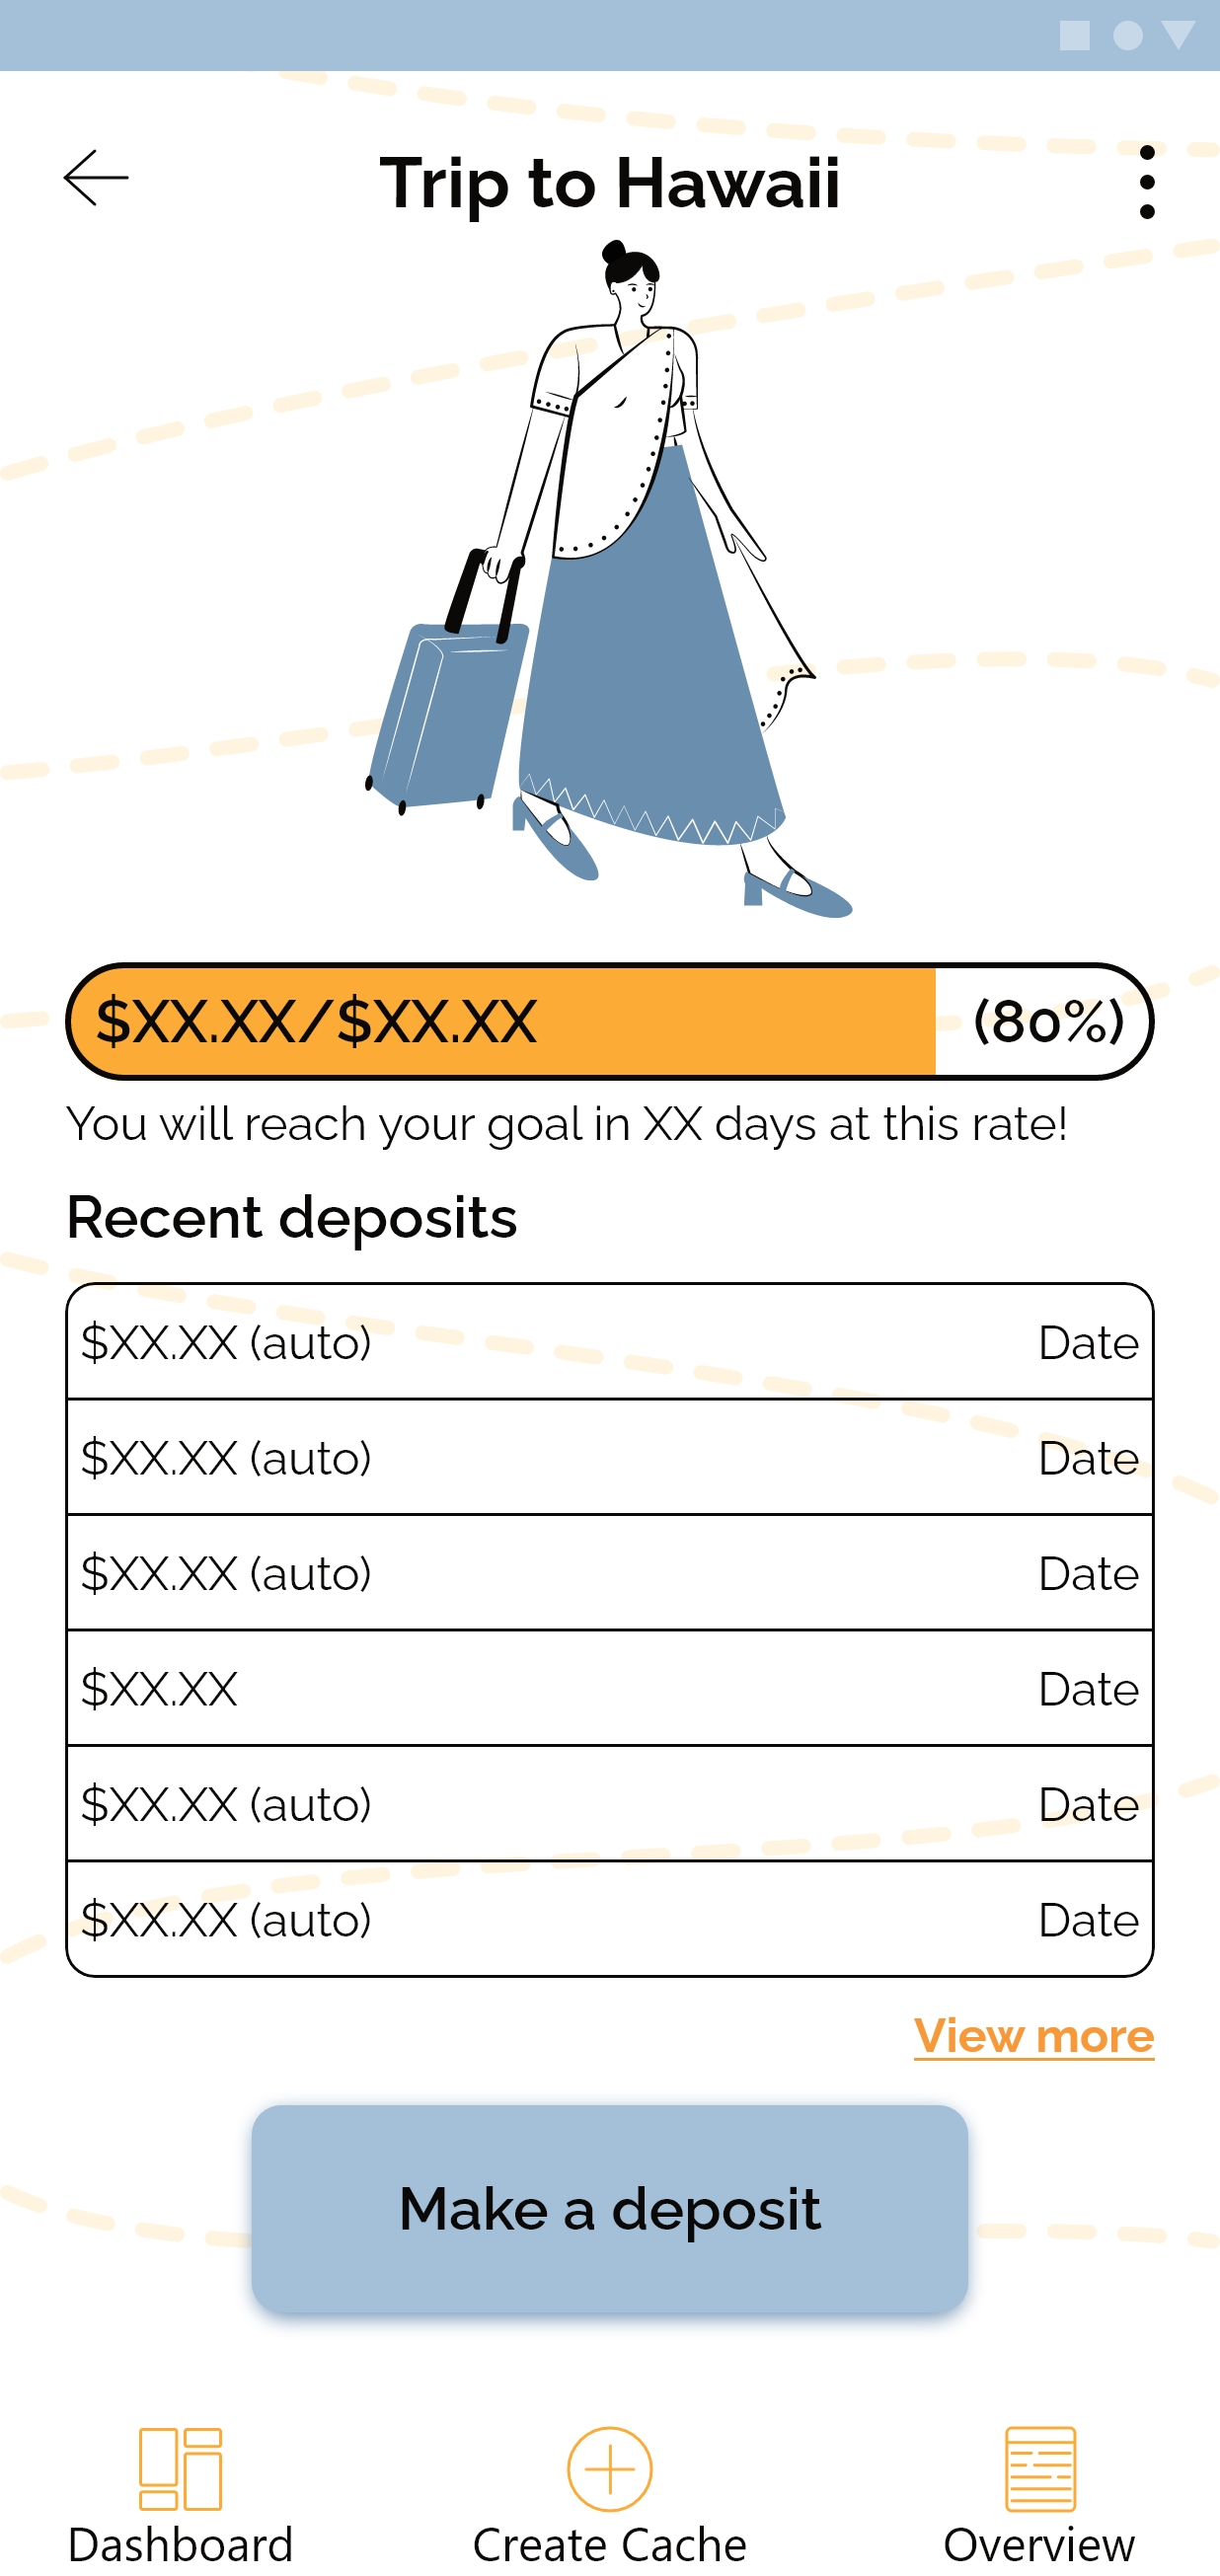 Trip to Hawaii
$XX.XX/$XX.XX (80%)
You will reach your goal in XX days at this rate!
Recent deposits
$XX.XX (auto) Date
$XX.XX (auto) Date
$XX.XX (auto) Date
$XX.XX Date
$XX.XX (auto) Date
$XX.XX (auto) Date
View more
Make a deposit
Dashboard Create Cache Overview